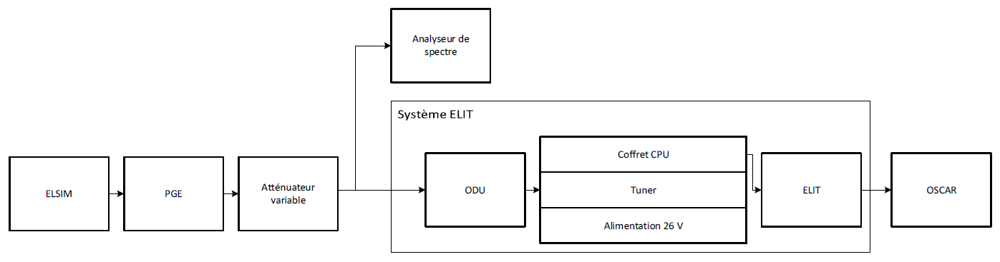 Analyseur de
spectre
Système ELIT
ELSIM
PGE
Atténuateur
variable
ODU
Coffret CPU
Tuner
Alimentation 26 V
ELIT
OSCAR